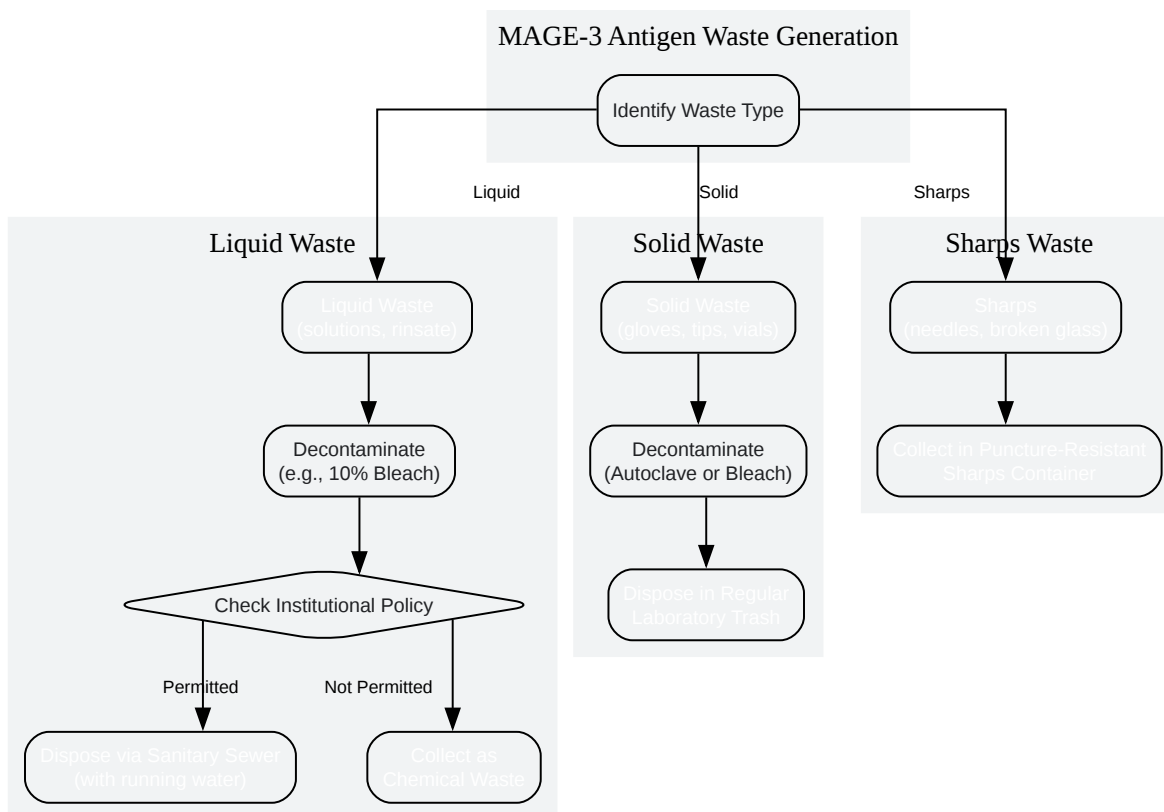 MAGE-3 Antigen Waste Generation
Identify Waste Type
Liquid
Solid
Sharps
Liquid Waste
Solid Waste
Sharps Waste
Liquid Waste
(solutions, rinsate)
Solid Waste
(gloves, tips, vials)
Sharps
(needles, broken glass)
Decontaminate
(e.g., 10% Bleach)
Decontaminate
(Autoclave or Bleach)
Collect in Puncture-Resistant
Sharps Container
Check Institutional Policy
Dispose in Regular
Laboratory Trash
Permitted
Not Permitted
Dispose via Sanitary Sewer
(with running water)
Collect as
Chemical Waste